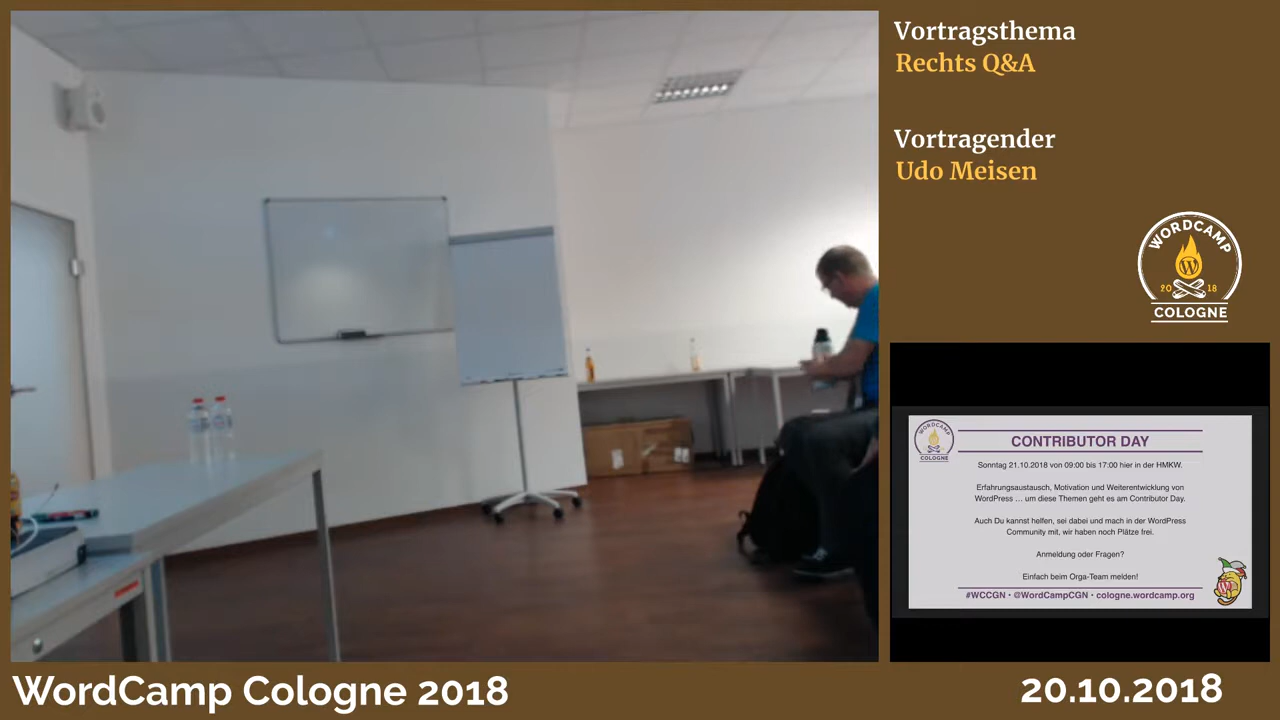 Vortragsthema
Rechts Q&A
Vortragender
Udo Meisen
WORDCAMP
2018
COLOGNE
WORDCAMP
COLOGNE
CONTRIBUTOR DAY
Sonntag 21.10.2018 von 09:00 bis 17:00 hier in der HMKW.
Erfahrungsaustausch, Motivation und Weiterentwicklung von
WordPress … um diese Themen geht es am Contributor Day.
Auch Du kannst helfen, sei dabei und mach in der WordPress
Community mit, wir haben noch Plätze frei.
Anmeldung oder Fragen?
Einfach beim Orga-Team melden!
#WCCGN • @WordCampCGN • cologne.wordcamp.org
WordCamp Cologne 2018
20.10.2018